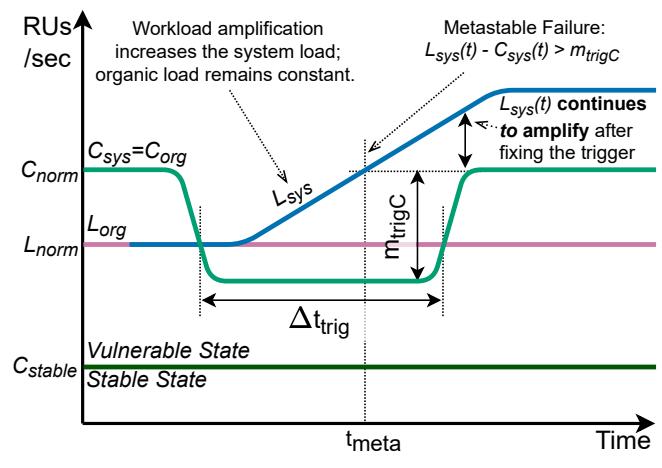 RUs
/sec
Workload amplification
increases the system load;
organic load remains constant.
Metastable Failure:
L_sys(t) - C_sys(t) > m_trigC
L_sys(t) continues
to amplify after
fixing the trigger
C_sys=C_org
C_norm
L_sys
L_org
L_norm
m_trigC
Δt_trig
Vulnerable State
C_stable
Stable State
t_meta
Time